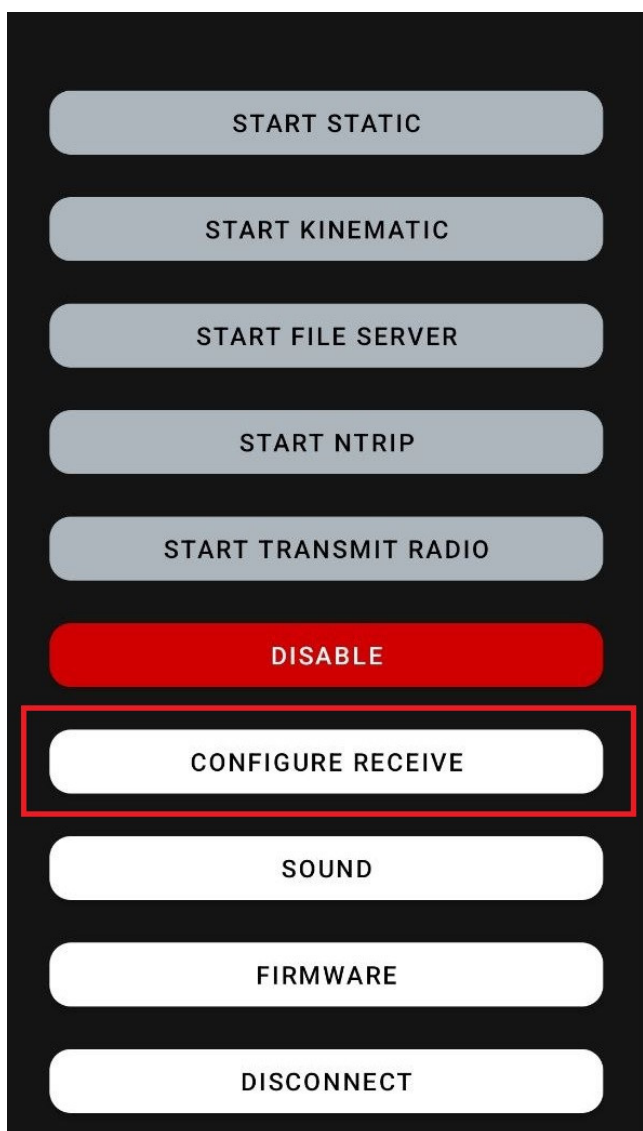 START STATIC
START KINEMATIC
START FILE SERVER
START NTRIP
START TRANSMIT RADIO
DISABLE
CONFIGURE RECEIVE
SOUND
FIRMWARE
DISCONNECT